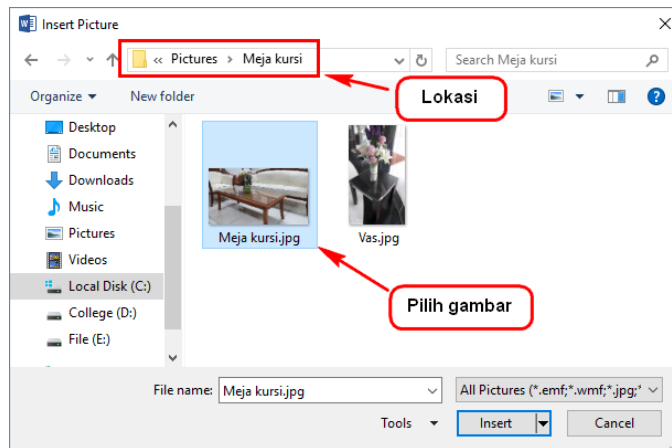 Insert Picture
« Pictures > Meja kursi
Search Meja kursi
Lokasi
Organize
New folder
Desktop
Documents
Downloads
Music
Pictures
Videos
Local Disk (C:)
College (D:)
File (E:)
Meja kursi.jpg
Vas.jpg
Pilih gambar
File name:
Meja kursi.jpg
All Pictures (*.emf;*.wmf;*.jpg;*
Tools
Insert
Cancel